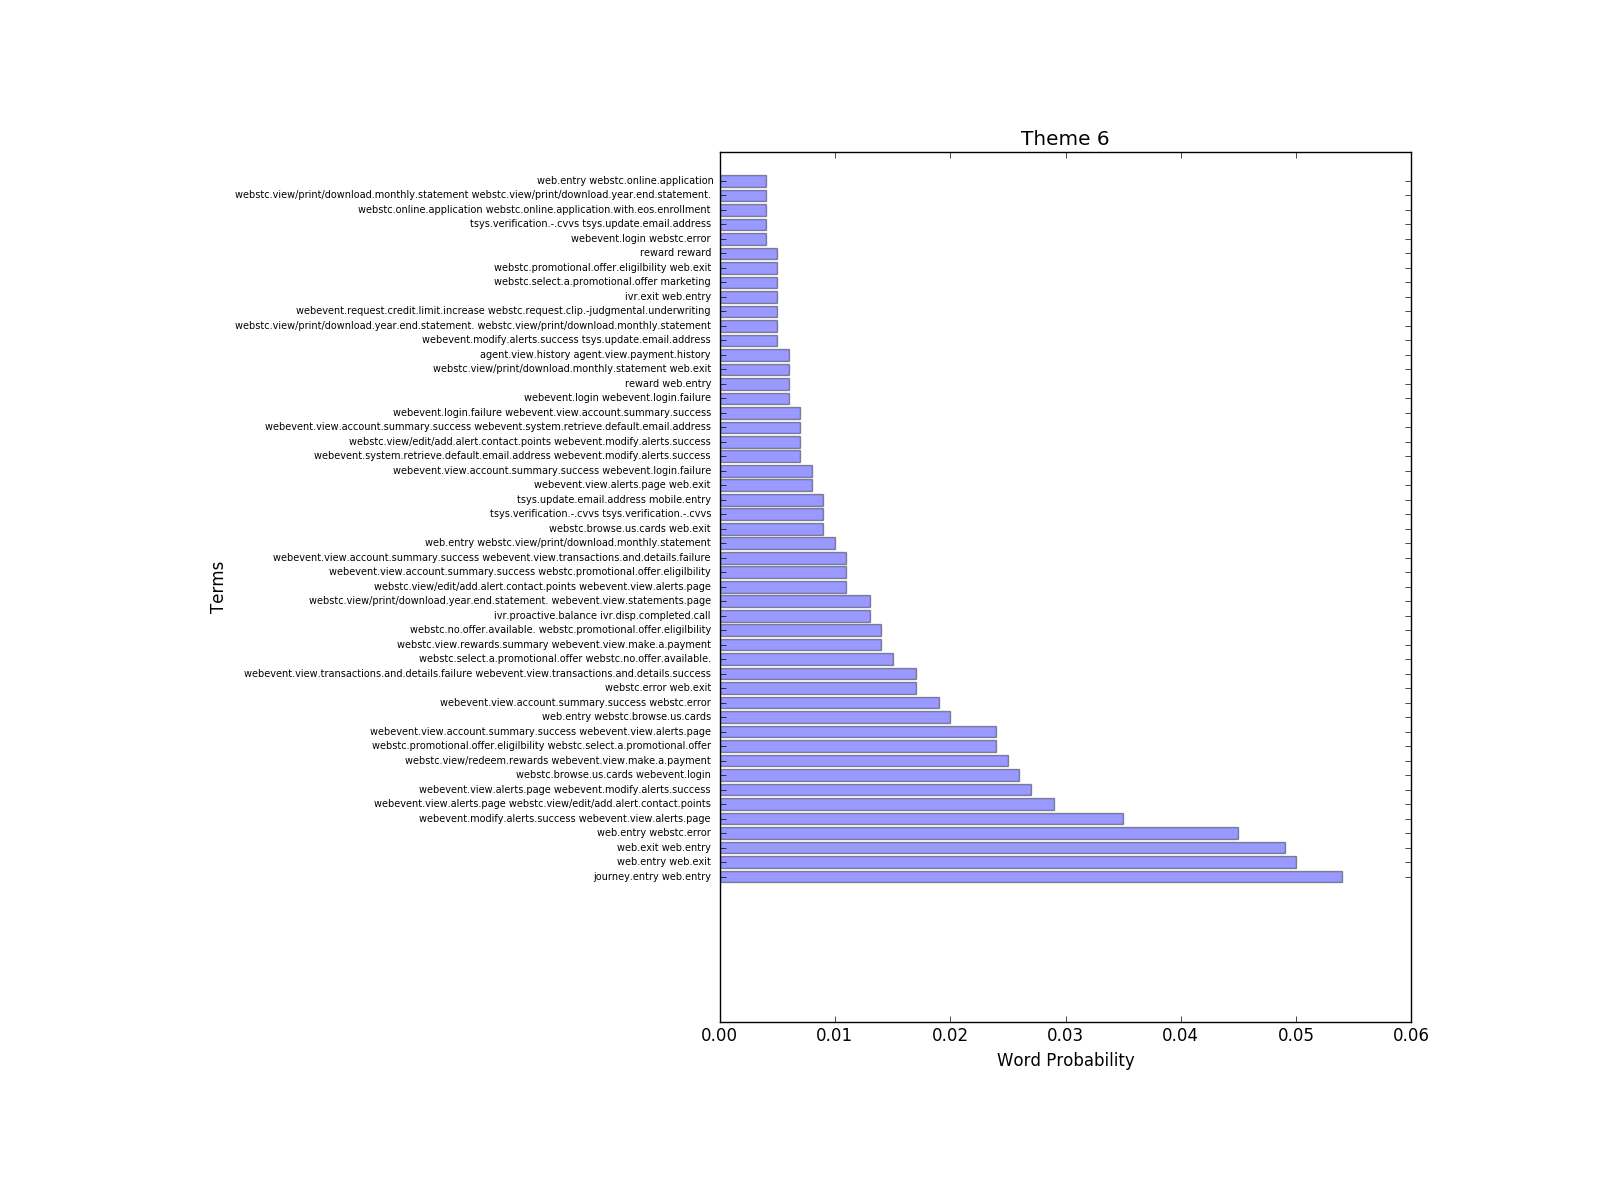 Theme 6
web.entry webstc.online.application
webstc.view/print/download.monthly.statement webstc.view/print/download.year.end.statement.
webstc.online.application webstc.online.application.with.eos.enrollment
tsys.verification.-.cvvs tsys.update.email.address
webevent.login webstc.error
reward reward
webstc.promotional.offer.eligilbility web.exit
webstc.select.a.promotional.offer marketing
ivr.exit web.entry
webevent.request.credit.limit.increase webstc.request.clip.-judgmental.underwriting
webstc.view/print/download.year.end.statement. webstc.view/print/download.monthly.statement
webevent.modify.alerts.success tsys.update.email.address
agent.view.history agent.view.payment.history
webstc.view/print/download.monthly.statement web.exit
reward web.entry
webevent.login webevent.login.failure
webevent.login.failure webevent.view.account.summary.success
webevent.view.account.summary.success webevent.system.retrieve.default.email.address
webstc.view/edit/add.alert.contact.points webevent.modify.alerts.success
webevent.system.retrieve.default.email.address webevent.modify.alerts.success
webevent.view.account.summary.success webevent.login.failure
webevent.view.alerts.page web.exit
tsys.update.email.address mobile.entry
tsys.verification.-.cvvs tsys.verification.-.cvvs
webstc.browse.us.cards web.exit
web.entry webstc.view/print/download.monthly.statement
webevent.view.account.summary.success webevent.view.transactions.and.details.failure
webevent.view.account.summary.success webstc.promotional.offer.eligilbility
webstc.view/edit/add.alert.contact.points webevent.view.alerts.page
webstc.view/print/download.year.end.statement. webevent.view.statements.page
ivr.proactive.balance ivr.disp.completed.call
webstc.no.offer.available. webstc.promotional.offer.eligilbility
webstc.view.rewards.summary webevent.view.make.a.payment
webstc.select.a.promotional.offer webstc.no.offer.available.
webevent.view.transactions.and.details.failure webevent.view.transactions.and.details.success
webstc.error web.exit
webevent.view.account.summary.success webstc.error
web.entry webstc.browse.us.cards
webevent.view.account.summary.success webevent.view.alerts.page
webstc.promotional.offer.eligilbility webstc.select.a.promotional.offer
webstc.view/redeem.rewards webevent.view.make.a.payment
webstc.browse.us.cards webevent.login
webevent.view.alerts.page webevent.modify.alerts.success
webevent.view.alerts.page webstc.view/edit/add.alert.contact.points
webevent.modify.alerts.success webevent.view.alerts.page
web.entry webstc.error
web.exit web.entry
web.entry web.exit
journey.entry web.entry
Terms
0.00 0.01 0.02 0.03 0.04 0.05 0.06
Word Probability